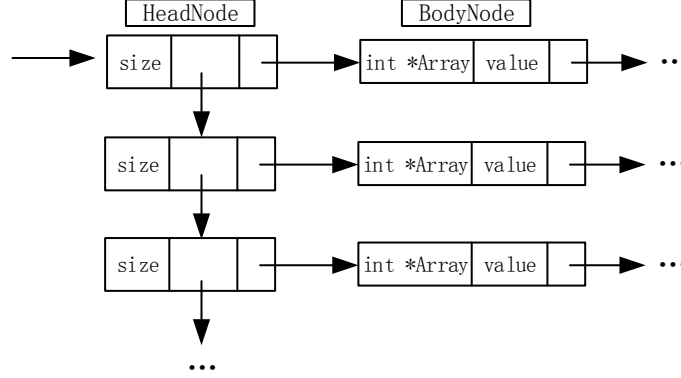 HeadNode BodyNode
size int *Array value ··
size int *Array value ···
size int *Array value ···
···